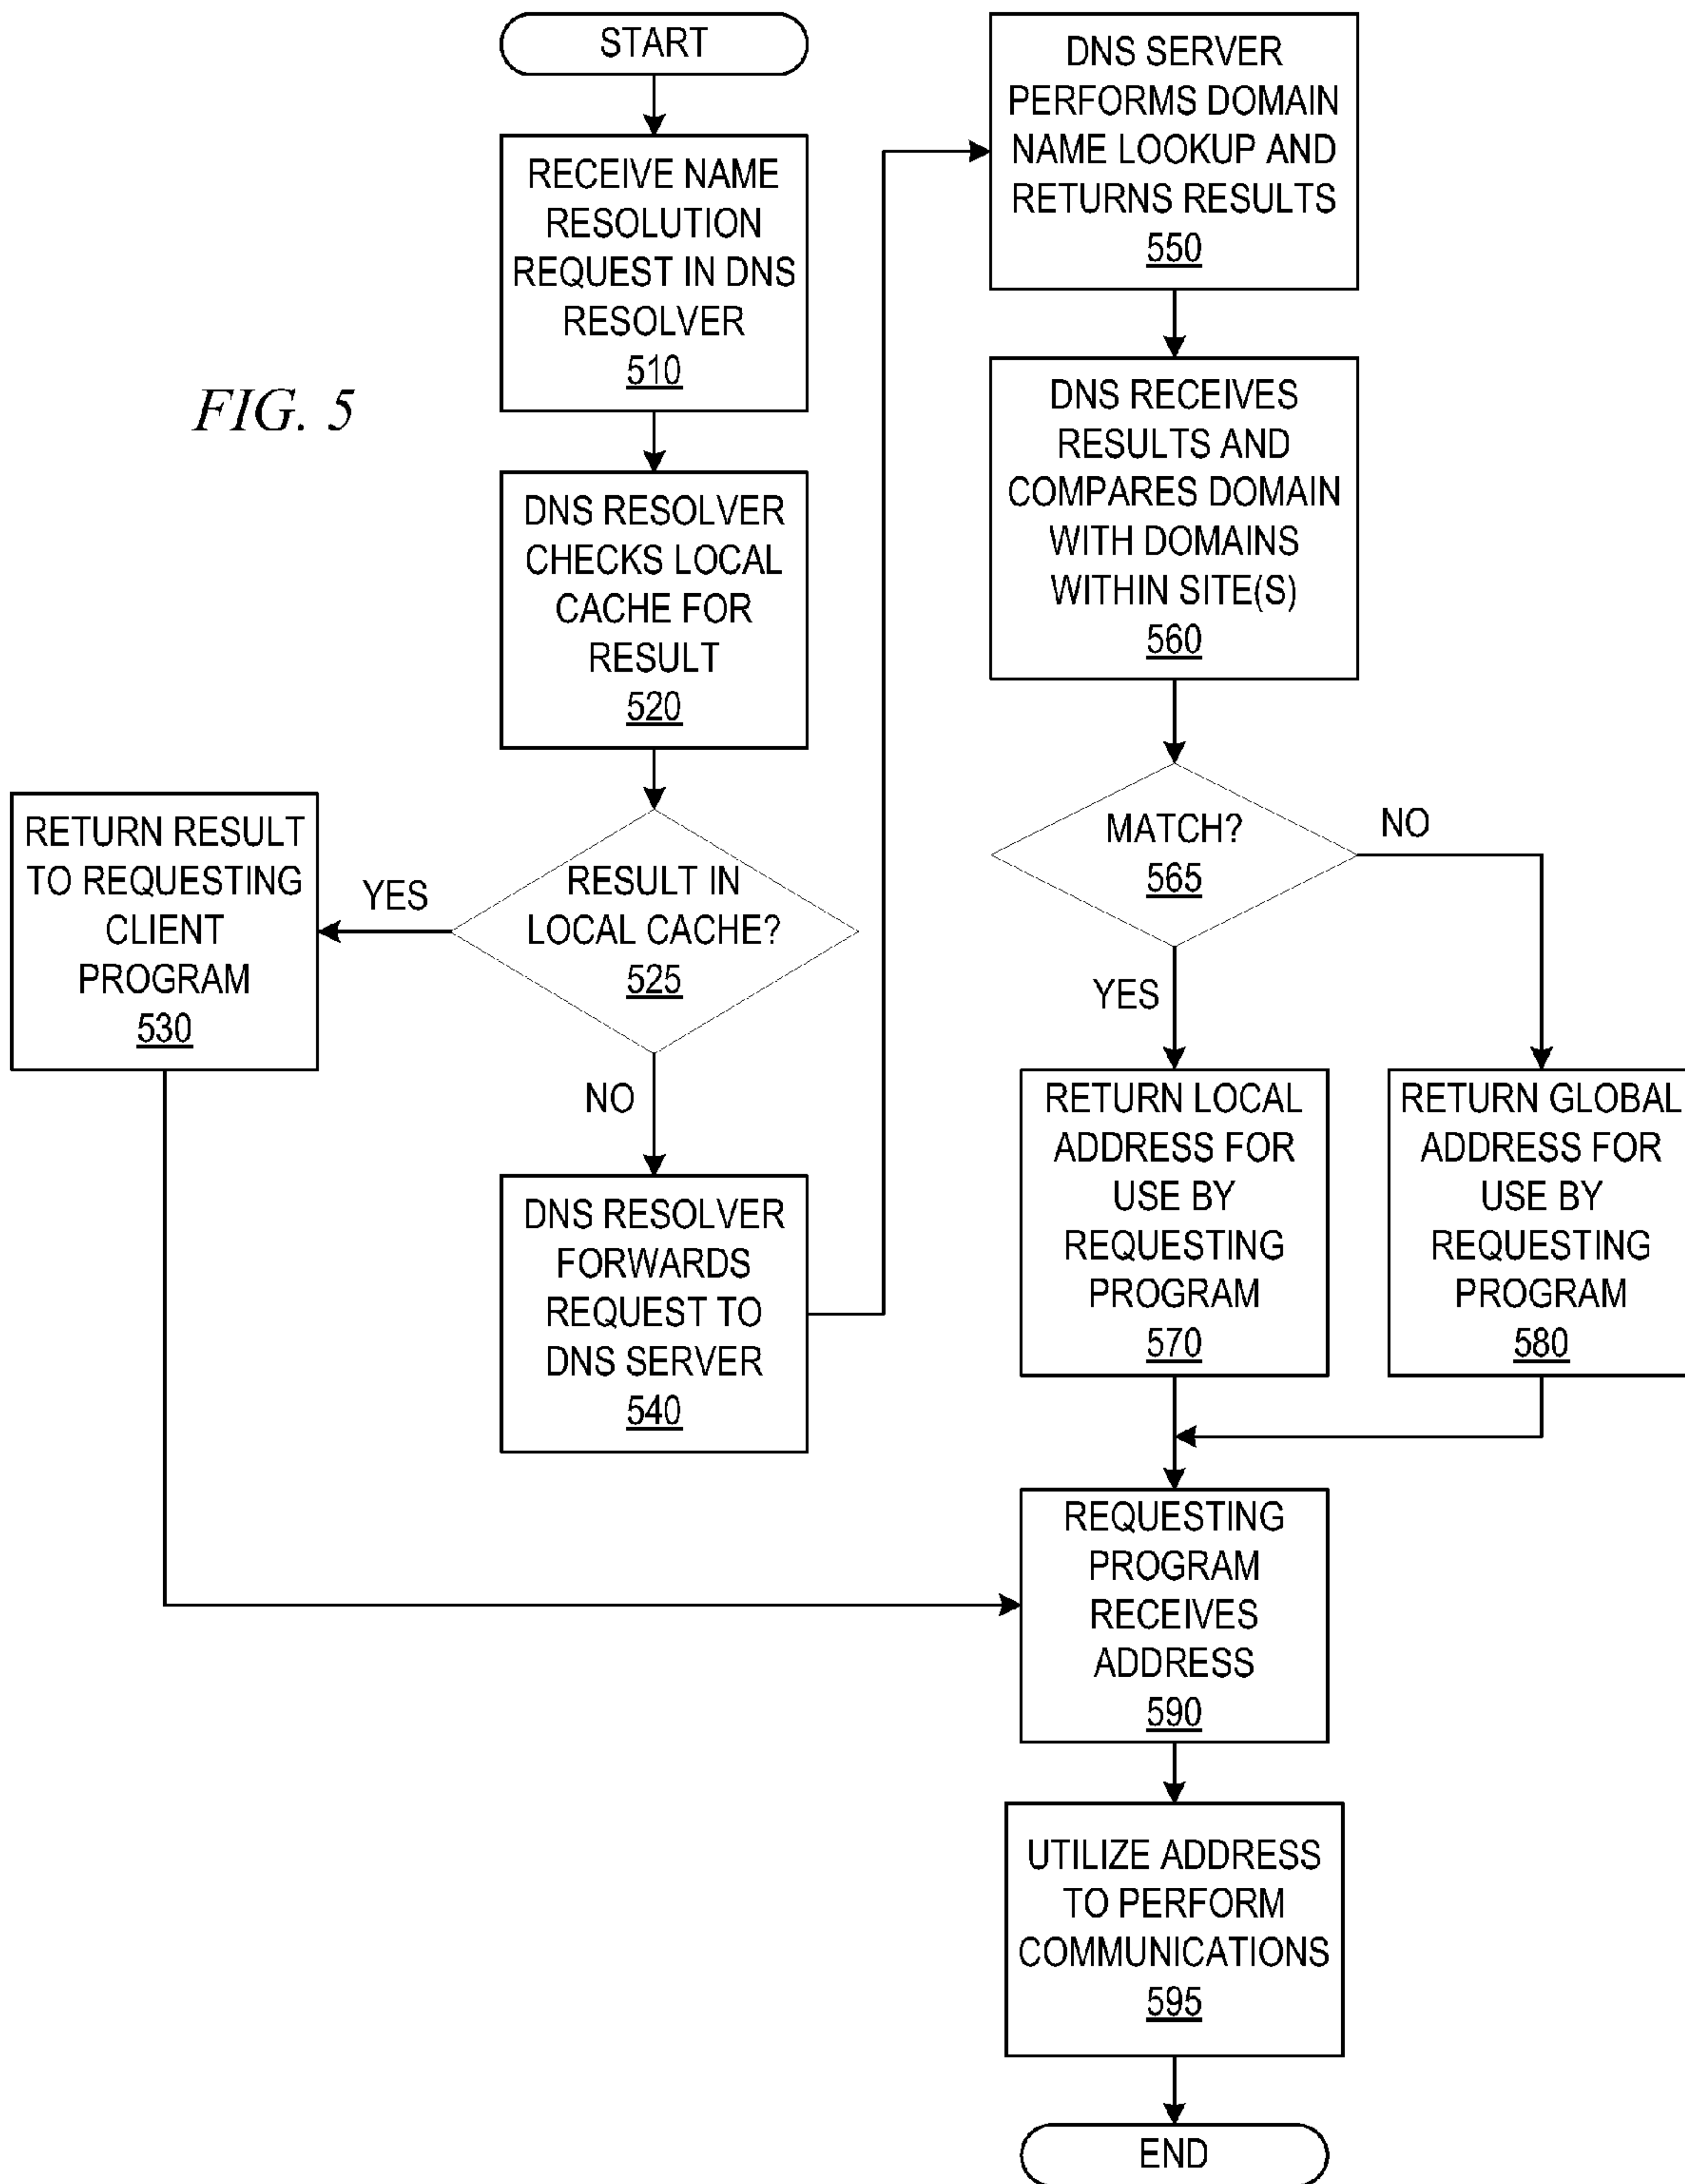 START
RECEIVE NAME
RESOLUTION
REQUEST IN DNS
RESOLVER
510
FIG. 5
DNS RESOLVER
CHECKS LOCAL
CACHE FOR
RESULT
520
RESULT IN
LOCAL CACHE?
525
YES
RETURN RESULT
TO REQUESTING
CLIENT
PROGRAM
530
NO
DNS RESOLVER
FORWARDS
REQUEST TO
DNS SERVER
540
DNS SERVER
PERFORMS DOMAIN
NAME LOOKUP AND
RETURNS RESULTS
550
DNS RECEIVES
RESULTS AND
COMPARES DOMAIN
WITH DOMAINS
WITHIN SITE(S)
560
MATCH?
565
NO
YES
RETURN LOCAL
ADDRESS FOR
USE BY
REQUESTING
PROGRAM
570
RETURN GLOBAL
ADDRESS FOR
USE BY
REQUESTING
PROGRAM
580
REQUESTING
PROGRAM
RECEIVES
ADDRESS
590
UTILIZE ADDRESS
TO PERFORM
COMMUNICATIONS
595
END